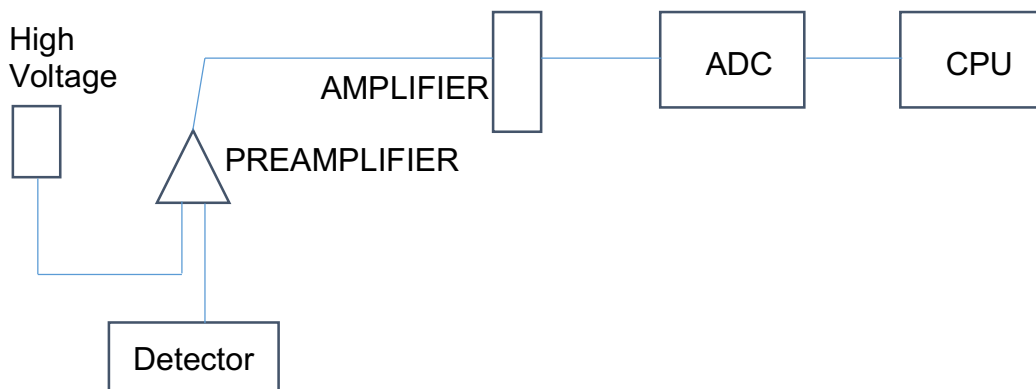 High
Voltage
AMPLIFIER
ADC
CPU
PREAMPLIFIER
Detector